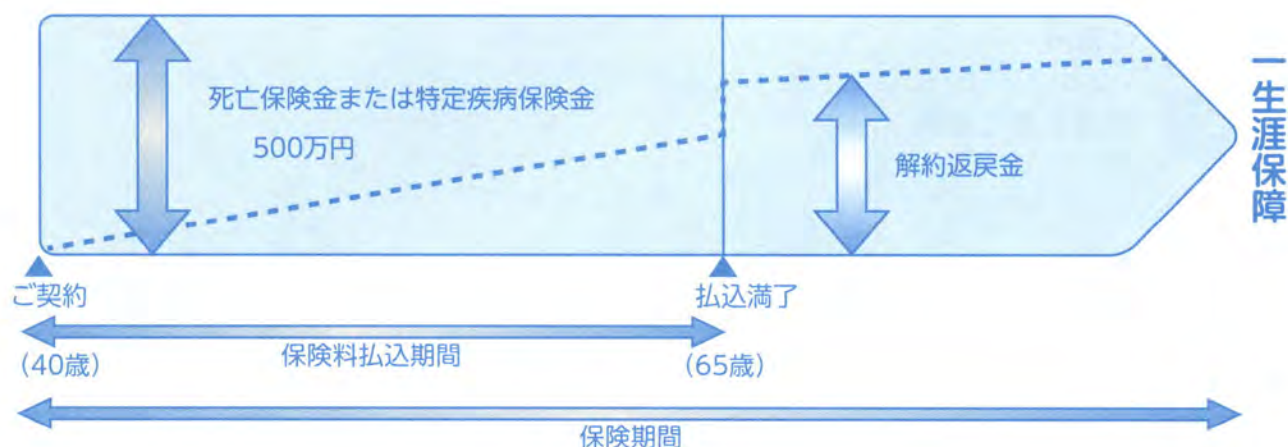 死亡保険金または特定疾病保険金
500万円
解約返戻金
一生涯保障
ご契約
払込満了
保険料払込期間
(40歳)
(65歳)
保険期間